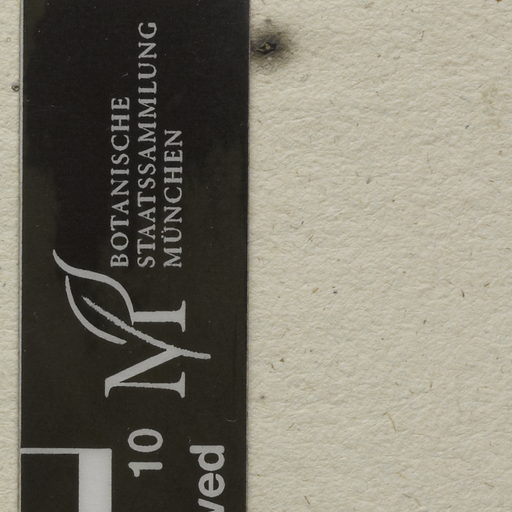 BOTANISCHE
STAATSSAMMLUNG
MÜNCHEN
M
10
ved